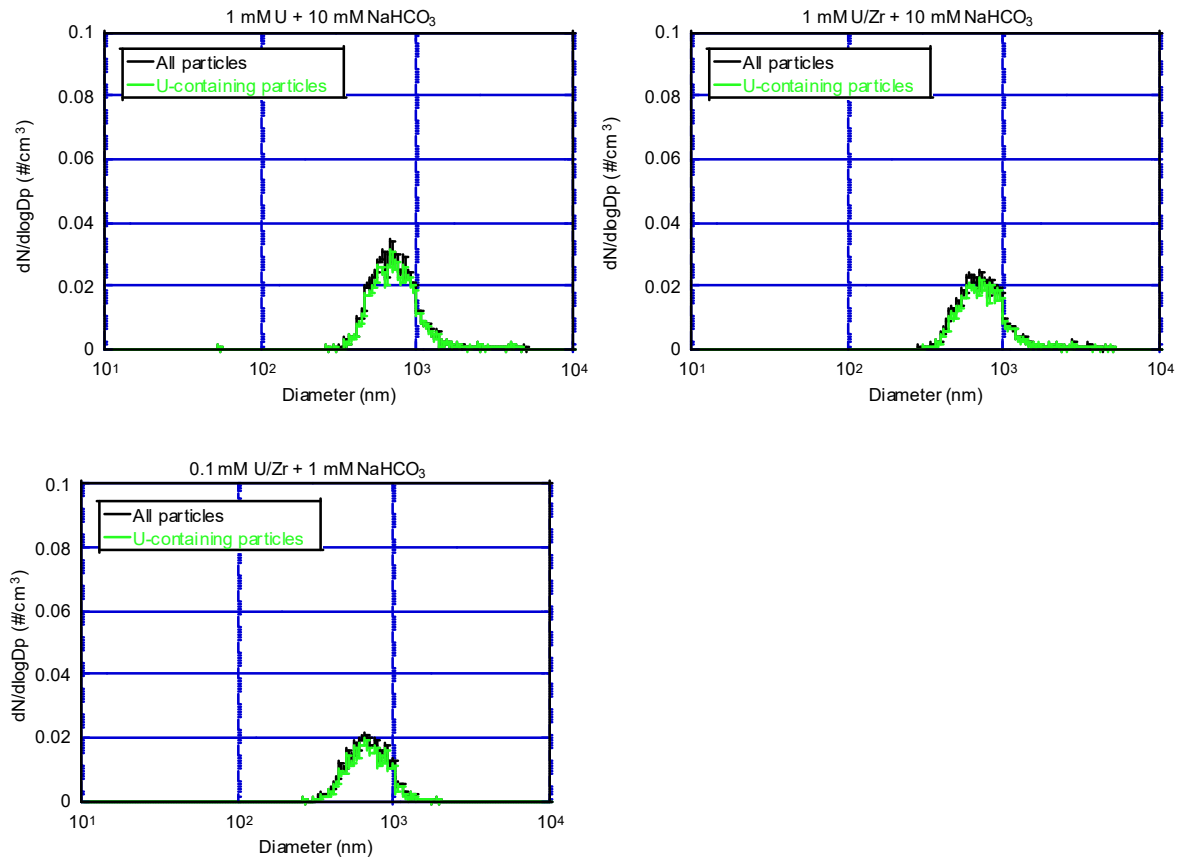 1 mM U + 10 mM NaHCO₃
0.1
0.08
0.06
0.04
0.02
0
dN/dlogDp (#/cm³)
All particles
U-containing particles
10¹ 10² 10³ 10⁴
Diameter (nm)
1 mM U/Zr + 10 mM NaHCO₃
0.1
0.08
0.06
0.04
0.02
0
dN/dlogDp (#/cm³)
All particles
U-containing particles
10¹ 10² 10³ 10⁴
Diameter (nm)
0.1 mM U/Zr + 1 mM NaHCO₃
0.1
0.08
0.06
0.04
0.02
0
dN/dlogDp (#/cm³)
All particles
U-containing particles
10¹ 10² 10³ 10⁴
Diameter (nm)